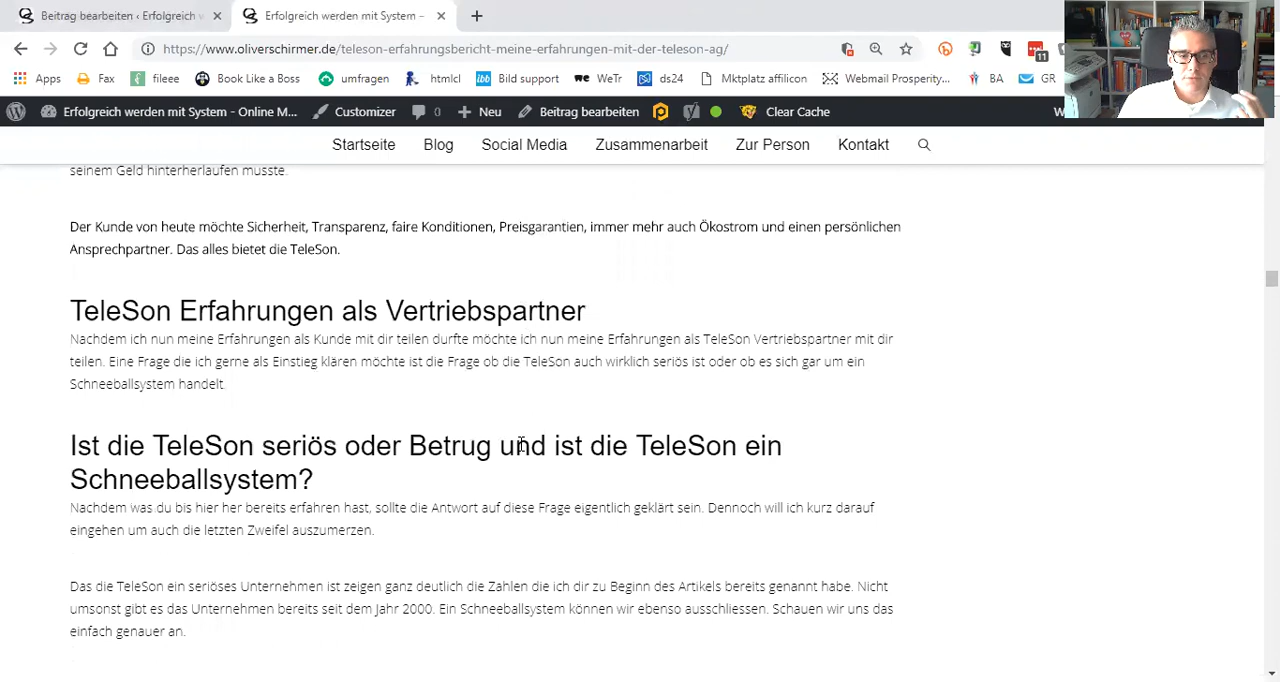 Beitrag bearbeiten ‹ Erfolgreich
Erfolgreich werden mit System –
https://www.oliverschirmer.de/teleson-erfahrungsbericht-meine-erfahrungen-mit-der-teleson-ag/
11
Apps Fax fileee Book Like a Boss umfragen htmlcl Bild support WeTr ds24 Mktplatz affilicon Webmail Prosperity... BA GR
Erfolgreich werden mit System – Online M... Customizer 0 Neu Beitrag bearbeiten Clear Cache W
Startseite Blog Social Media Zusammenarbeit Zur Person Kontakt
seinem Geld hinterherlaufen musste.
Der Kunde von heute möchte Sicherheit, Transparenz, faire Konditionen, Preisgarantien, immer mehr auch Ökostrom und einen persönlichen
Ansprechpartner. Das alles bietet die TeleSon.
TeleSon Erfahrungen als Vertriebspartner
Nachdem ich nun meine Erfahrungen als Kunde mit dir teilen durfte möchte ich nun meine Erfahrungen als TeleSon Vertriebspartner mit dir
teilen. Eine Frage die ich gerne als Einstieg klären möchte ist die Frage ob die TeleSon auch wirklich seriös ist oder ob es sich gar um ein
Schneeballsystem handelt.
Ist die TeleSon seriös oder Betrug und ist die TeleSon ein
Schneeballsystem?
Nachdem was du bis hier her bereits erfahren hast, sollte die Antwort auf diese Frage eigentlich geklärt sein. Dennoch will ich kurz darauf
eingehen um auch die letzten Zweifel auszumerzen.
Das die TeleSon ein seriöses Unternehmen ist zeigen ganz deutlich die Zahlen die ich dir zu Beginn des Artikels bereits genannt habe. Nicht
umsonst gibt es das Unternehmen bereits seit dem Jahr 2000. Ein Schneeballsystem können wir ebenso ausschliessen. Schauen wir uns das
einfach genauer an.